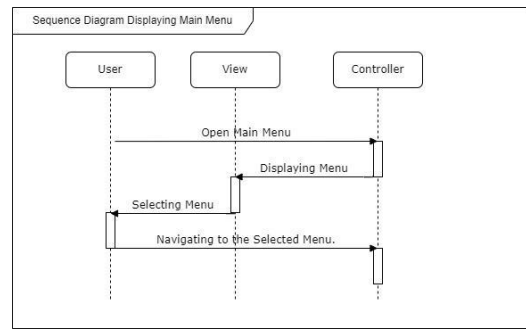 Sequence Diagram Displaying Main Menu
User
View
Controller
Open Main Menu
Displaying Menu
Selecting Menu
Navigating to the Selected Menu.